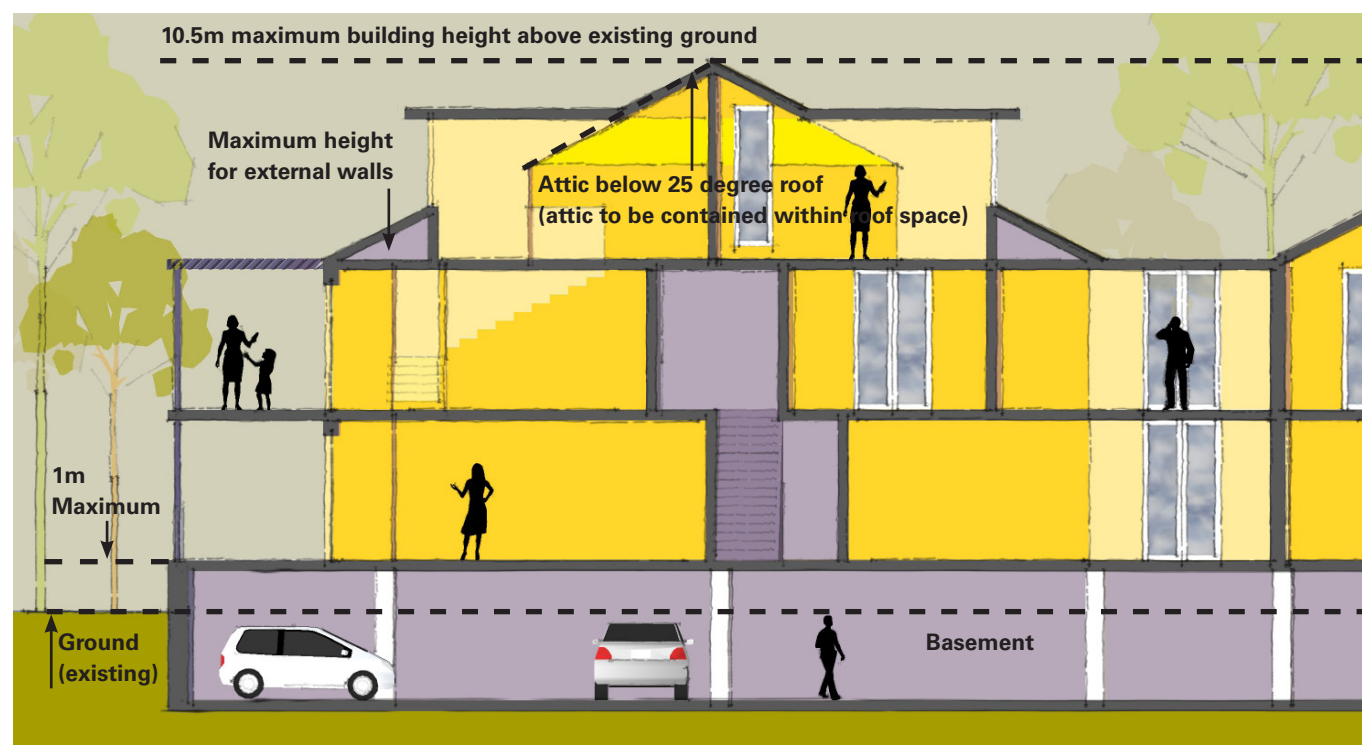 10.5m maximum building height above existing ground
Maximum height
for external walls
Attic below 25 degree roof
(attic to be contained within roof space)
1m
Maximum
Ground
(existing)
Basement